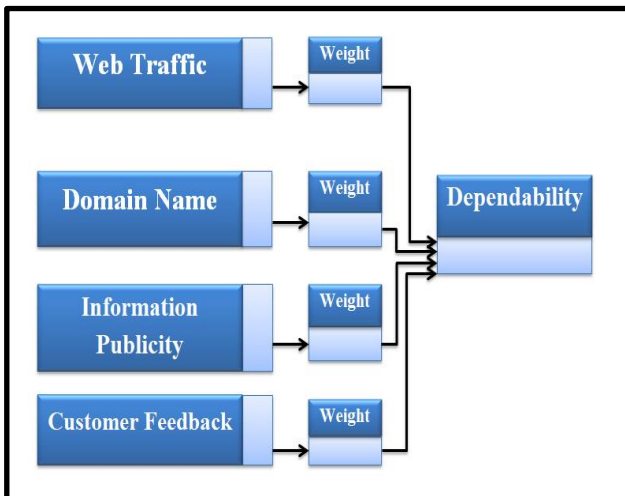 Web Traffic
Weight
Domain Name
Weight
Dependability
Information
Publicity
Weight
Customer Feedback
Weight